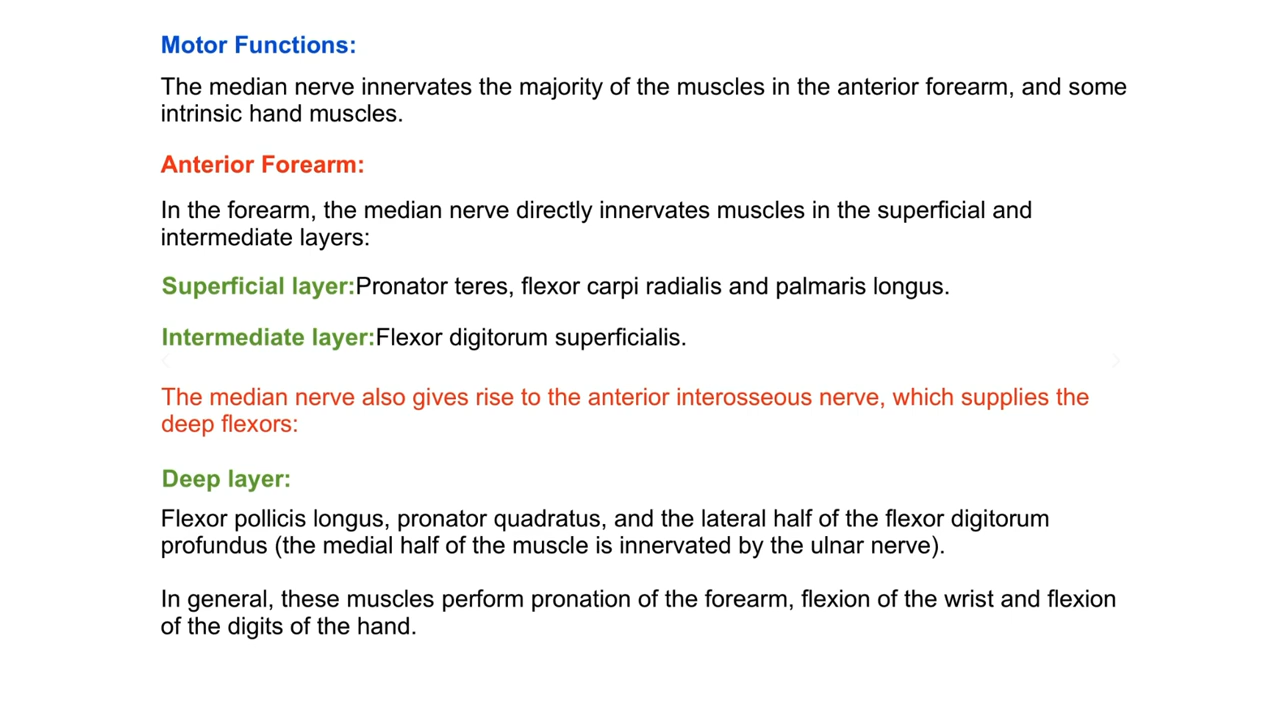 Motor Functions:
The median nerve innervates the majority of the muscles in the anterior forearm, and some
intrinsic hand muscles.
Anterior Forearm:
In the forearm, the median nerve directly innervates muscles in the superficial and
intermediate layers:
Superficial layer:Pronator teres, flexor carpi radialis and palmaris longus.
Intermediate layer:Flexor digitorum superficialis.
The median nerve also gives rise to the anterior interosseous nerve, which supplies the
deep flexors:
Deep layer:
Flexor pollicis longus, pronator quadratus, and the lateral half of the flexor digitorum
profundus (the medial half of the muscle is innervated by the ulnar nerve).
In general, these muscles perform pronation of the forearm, flexion of the wrist and flexion
of the digits of the hand.